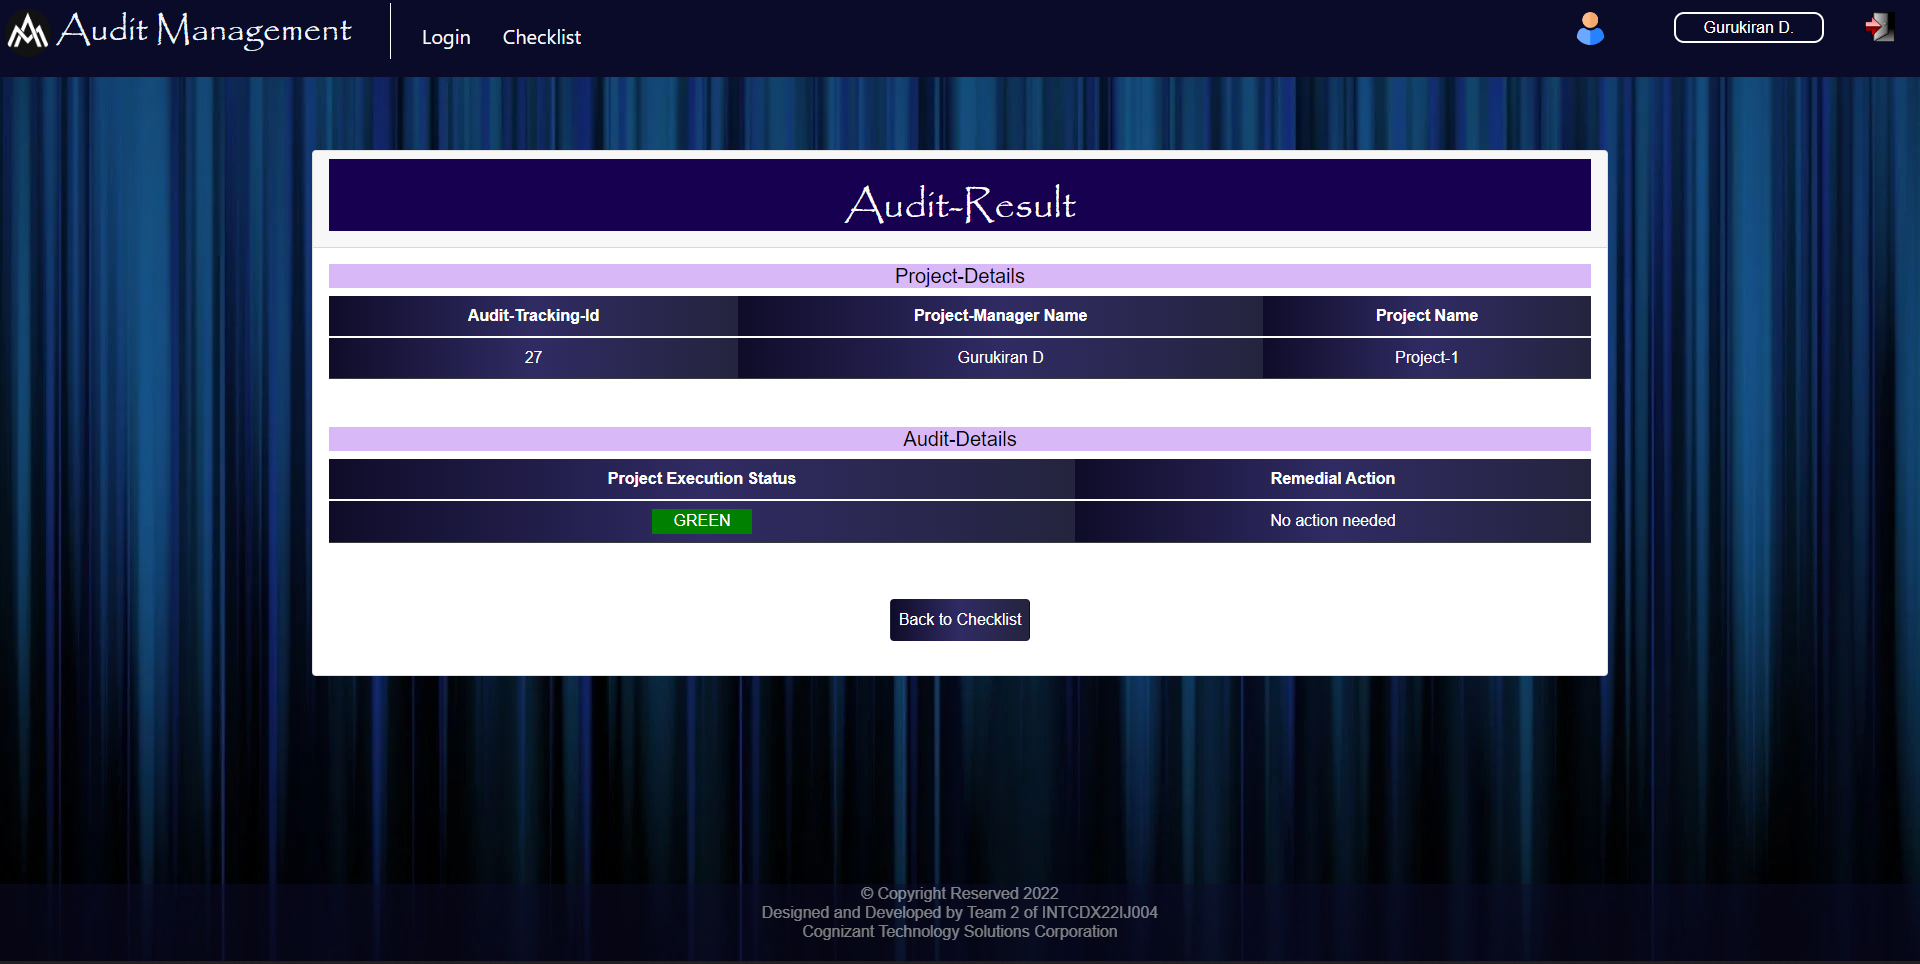 Audit Management
Login
Checklist
Gurukiran D.
Audit-Result
Project-Details
Audit-Tracking-Id
Project-Manager Name
Project Name
27
Gurukiran D
Project-1
Audit-Details
Project Execution Status
Remedial Action
GREEN
No action needed
Back to Checklist
© Copyright Reserved 2022
Designed and Developed by Team 2 of INTCDX22IJ004
Cognizant Technology Solutions Corporation